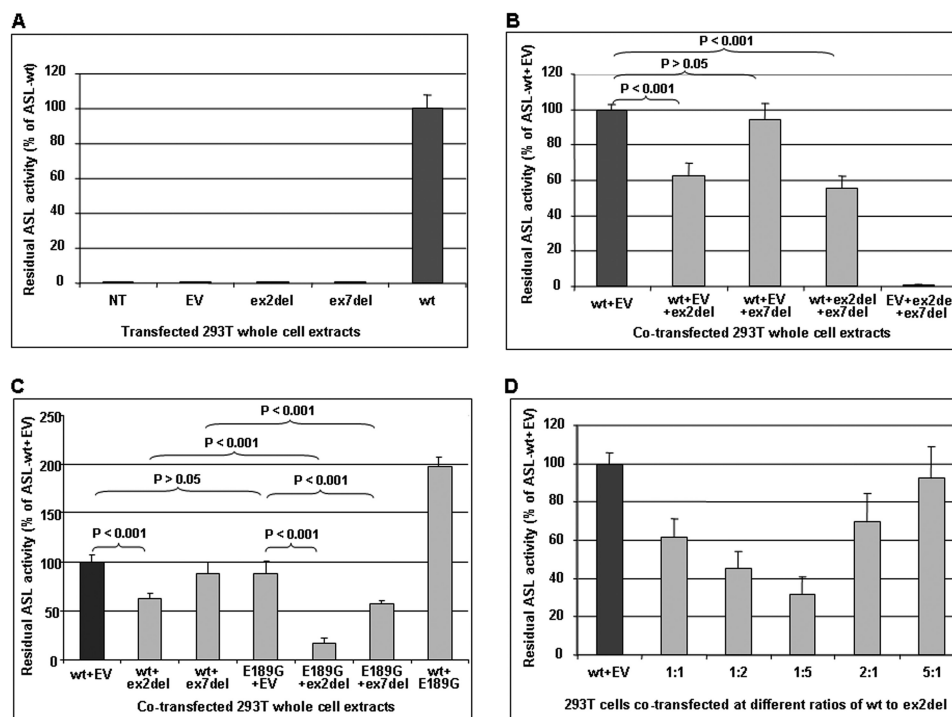 A
Residual ASL activity (% of ASL-wt)
120
100
80
60
40
20
0
NT EV ex2del ex7del wt
Transfected 293T whole cell extracts
B
Residual ASL activity (% of ASL-wt+EV)
P < 0.001
P > 0.05
P < 0.001
120
100
80
60
40
20
0
wt+EV wt+EV wt+EV wt+ex2del EV+ex2del
+ex2del +ex7del +ex7del +ex7del
Co-transfected 293T whole cell extracts
C
Residual ASL activity (% of ASL-wt+EV)
250
200
150
100
50
0
P < 0.001
P < 0.001
P > 0.05 P < 0.001
P < 0.001 P < 0.001
wt+EV wt+ wt+ E189G E189G E189G wt+
ex2del ex7del +EV +ex2del +ex7del E189G
Co-transfected 293T whole cell extracts
D
Residual ASL activity (% of ASL-wt+EV)
120
100
80
60
40
20
0
wt+EV 1:1 1:2 1:5 2:1 5:1
293T cells co-transfected at different ratios of wt to ex2del